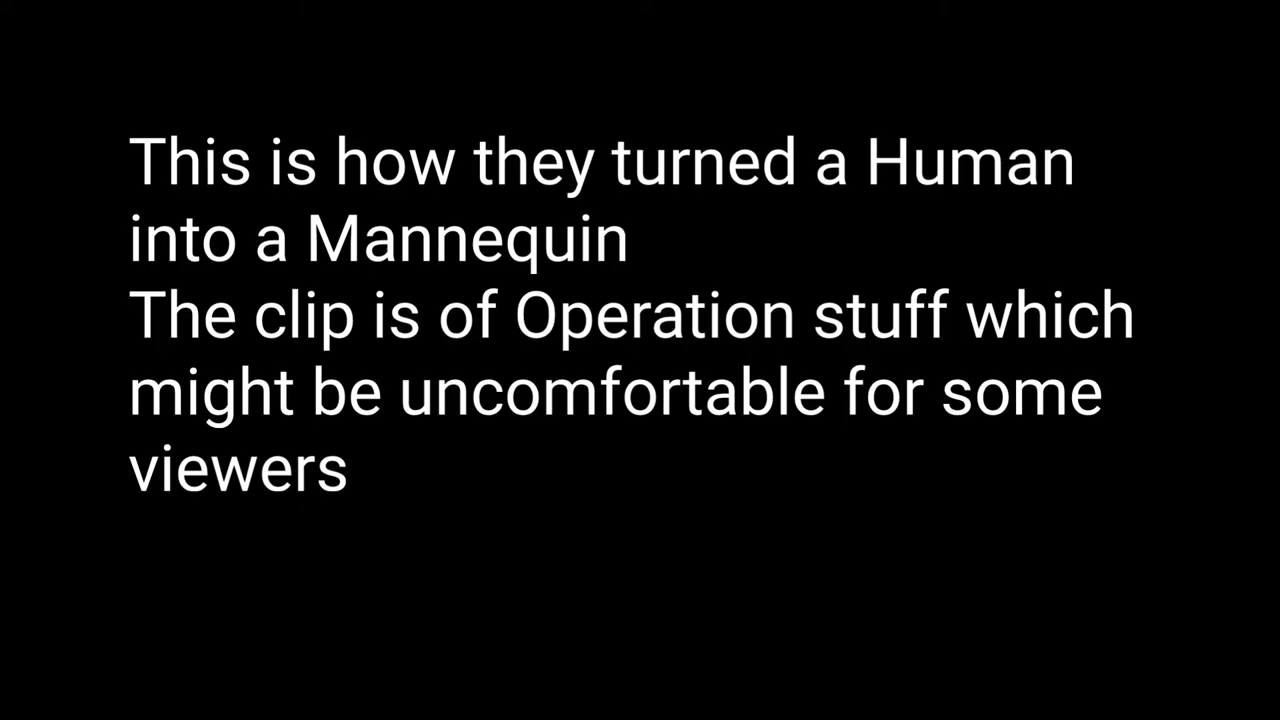 This is how they turned a Human
into a Mannequin
The clip is of Operation stuff which
might be uncomfortable for some
viewers